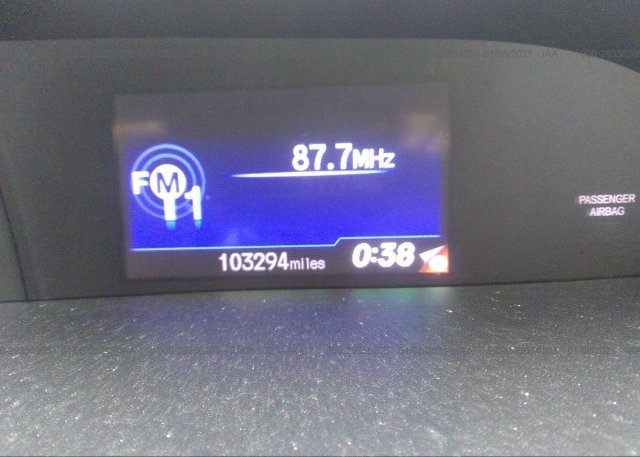 87.7MHz
FM
1
103294miles 0:38
PASSENGER
AIRBAG